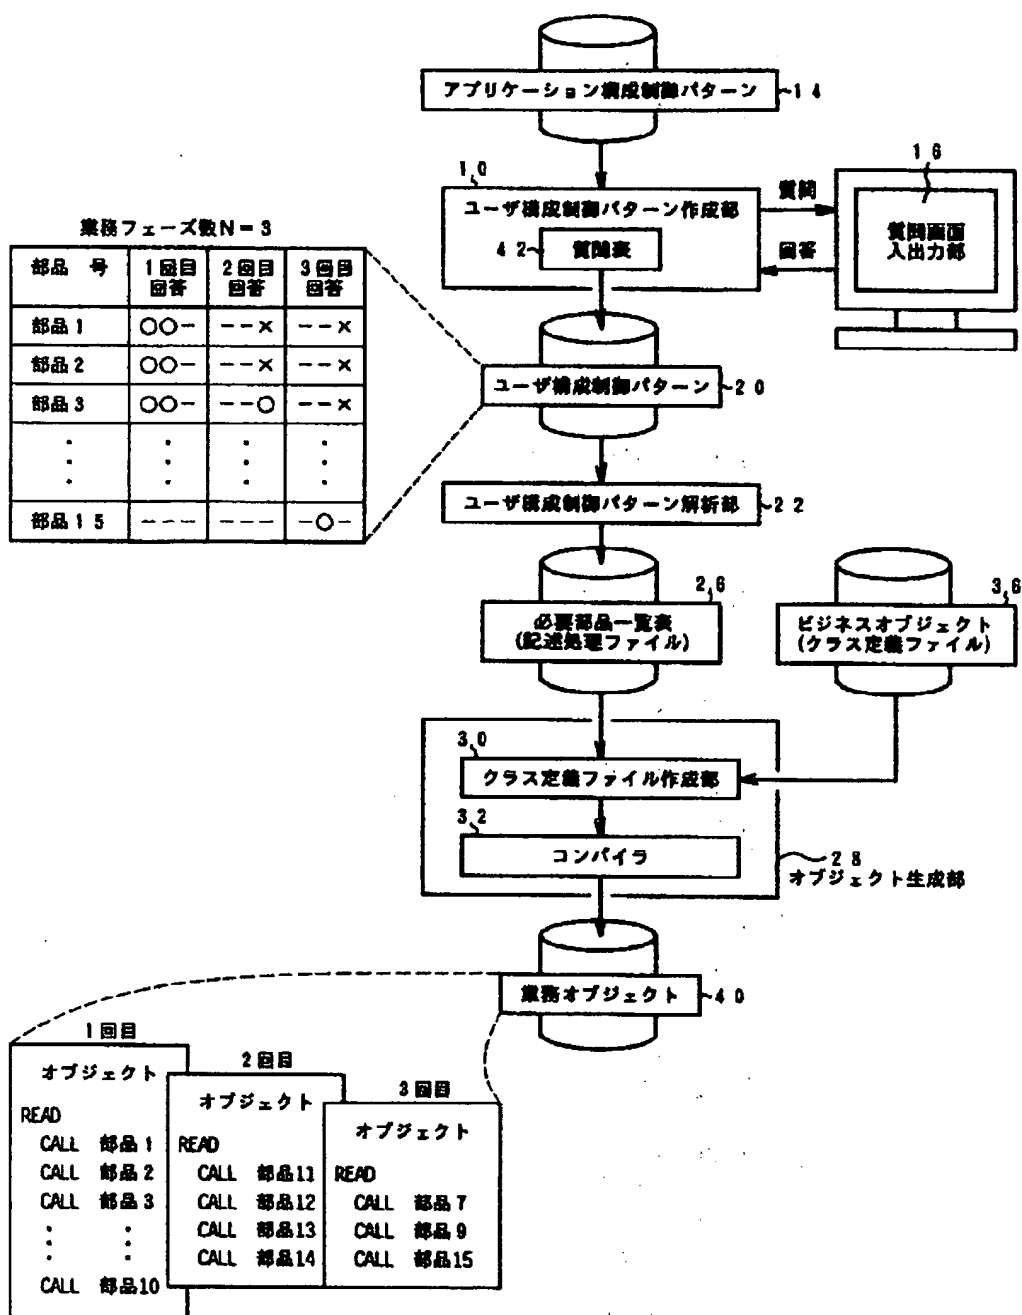 アプリケーション構成制御パターン ~14
10
ユーザ構成制御パターン作成部
42~ 質問表
質問
回答
16
質問画面
入出力部
業務フェーズ数N=3
部品 号 1回目 回答 2回目 回答 3回目 回答
部品1 ○○- --× --×
部品2 ○○- --× --×
部品3 ○○- --○ --×
・ ・ ・ ・
・ ・ ・ ・
・ ・ ・ ・
部品15 --- --- -○-
ユーザ構成制御パターン ~20
ユーザ構成制御パターン解析部 ~22
26
必要部品一覧表
(記述処理ファイル)
36
ビジネスオブジェクト
(クラス定義ファイル)
30
クラス定義ファイル作成部
32
コンパイラ
28
オブジェクト生成部
業務オブジェクト ~40
1回目
オブジェクト
READ
CALL 部品1
CALL 部品2
CALL 部品3
・ ・
・ ・
・ ・
CALL 部品10
2回目
オブジェクト
READ
CALL 部品11
CALL 部品12
CALL 部品13
CALL 部品14
3回目
オブジェクト
READ
CALL 部品7
CALL 部品9
CALL 部品15